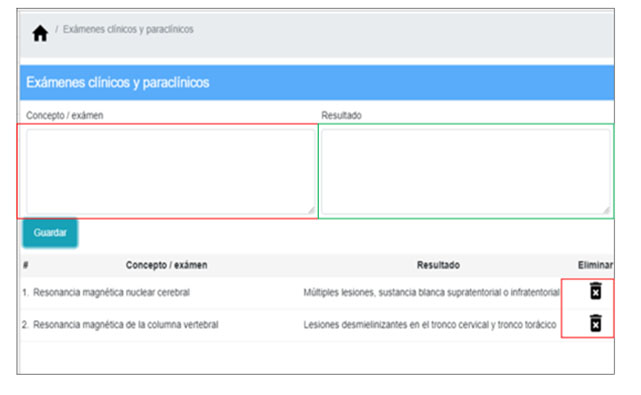 / Exámenes clínicos y paraclínicos
Exámenes clínicos y paraclínicos
Concepto / exámen Resultado
Guardar
# Concepto / exámen Resultado Eliminar
1. Resonancia magnética nuclear cerebral Múltiples lesiones, sustancia blanca supratentorial o infratentorial
2. Resonancia magnética de la columna vertebral Lesiones desmielinizantes en el tronco cervical y tronco torácico